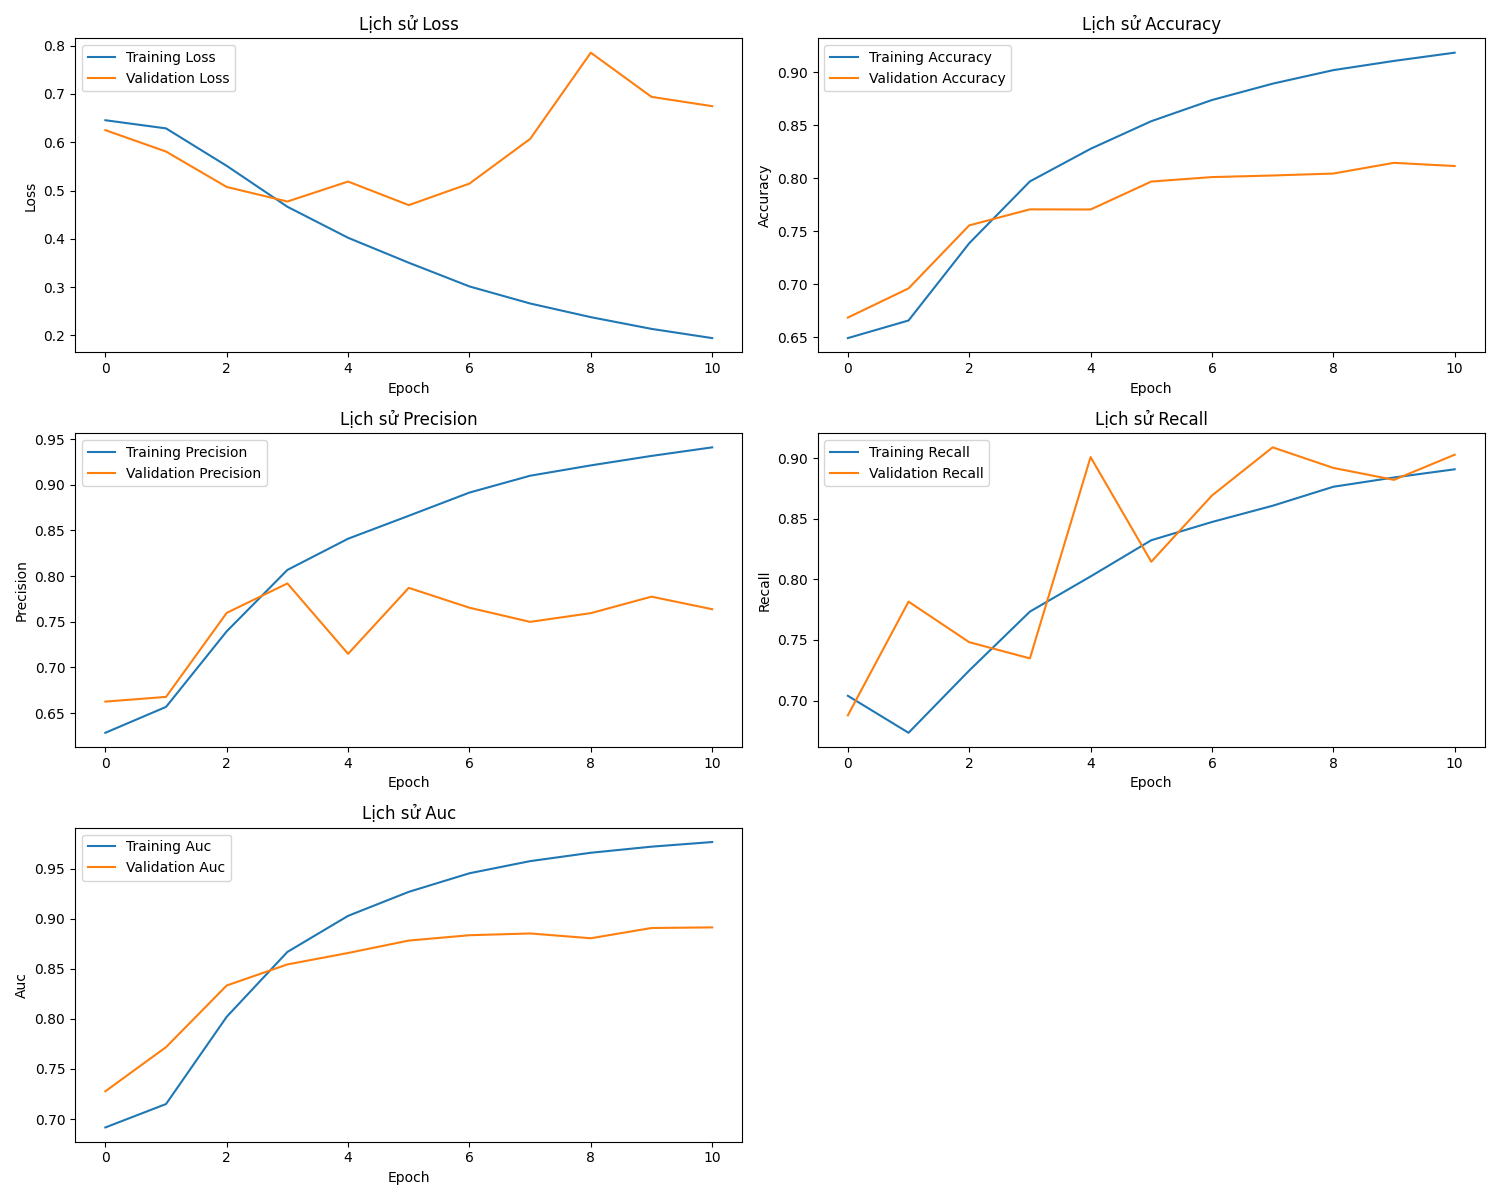 Lịch sử Loss
Training Loss
Validation Loss
0.8
0.7
0.6
0.5
0.4
0.3
0.2
Loss
0 2 4 6 8 10
Epoch
Lịch sử Accuracy
Training Accuracy
Validation Accuracy
0.90
0.85
0.80
0.75
0.70
0.65
Accuracy
0 2 4 6 8 10
Epoch
Lịch sử Precision
Training Precision
Validation Precision
0.95
0.90
0.85
0.80
0.75
0.70
0.65
Precision
0 2 4 6 8 10
Epoch
Lịch sử Recall
Training Recall
Validation Recall
0.90
0.85
0.80
0.75
0.70
Recall
0 2 4 6 8 10
Epoch
Lịch sử Auc
Training Auc
Validation Auc
0.95
0.90
0.85
0.80
0.75
0.70
Auc
0 2 4 6 8 10
Epoch